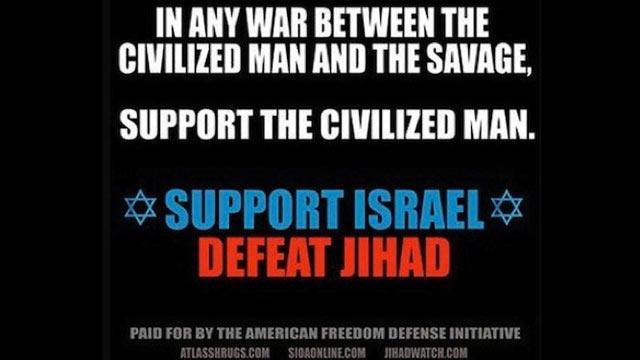 IN ANY WAR BETWEEN THE
CIVILIZED MAN AND THE SAVAGE,
SUPPORT THE CIVILIZED MAN.
SUPPORT ISRAEL
DEFEAT JIHAD
PAID FOR BY THE AMERICAN FREEDOM DEFENSE INITIATIVE
ATLASSHRUGS.COM SIOAONLINE.COM JIHADWATCH.COM